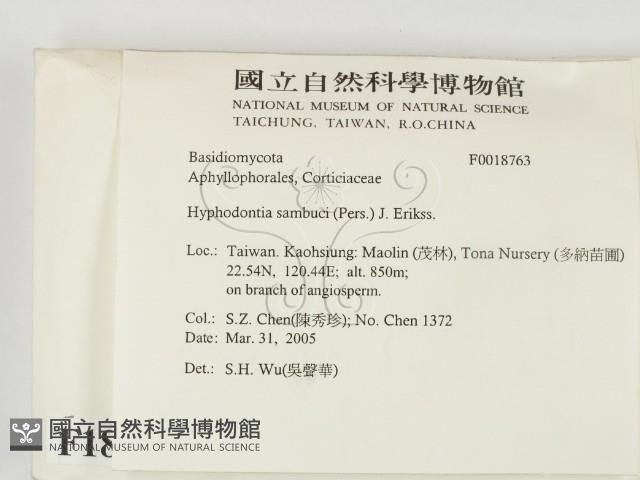 國立自然科學博物館
NATIONAL MUSEUM OF NATURAL SCIENCE
TAICHUNG, TAIWAN, R.O.CHINA
Basidiomycota F0018763
Aphyllophorales, Corticiaceae
Hyphodontia sambuci (Pers.) J. Erikss.
Loc.: Taiwan. Kaohsiung: Maolin (茂林), Tona Nursery (多納苗圃)
22.54N, 120.44E; alt. 850m;
on branch of angiosperm.
Col.: S.Z. Chen(陳秀珍); No. Chen 1372
Date: Mar. 31, 2005
Det.: S.H. Wu(吳聲華)
國立自然科學博物館
NATIONAL MUSEUM OF NATURAL SCIENCE